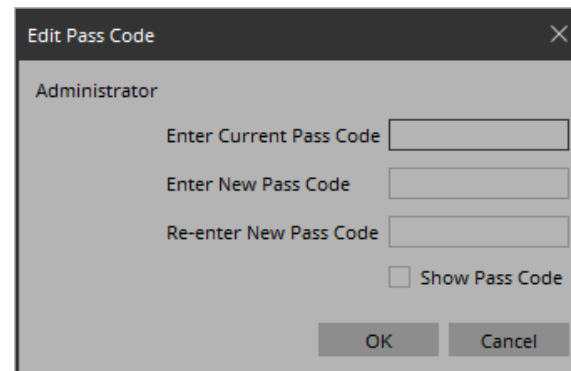 Edit Pass Code
Administrator
Enter Current Pass Code
Enter New Pass Code
Re-enter New Pass Code
Show Pass Code
OK Cancel